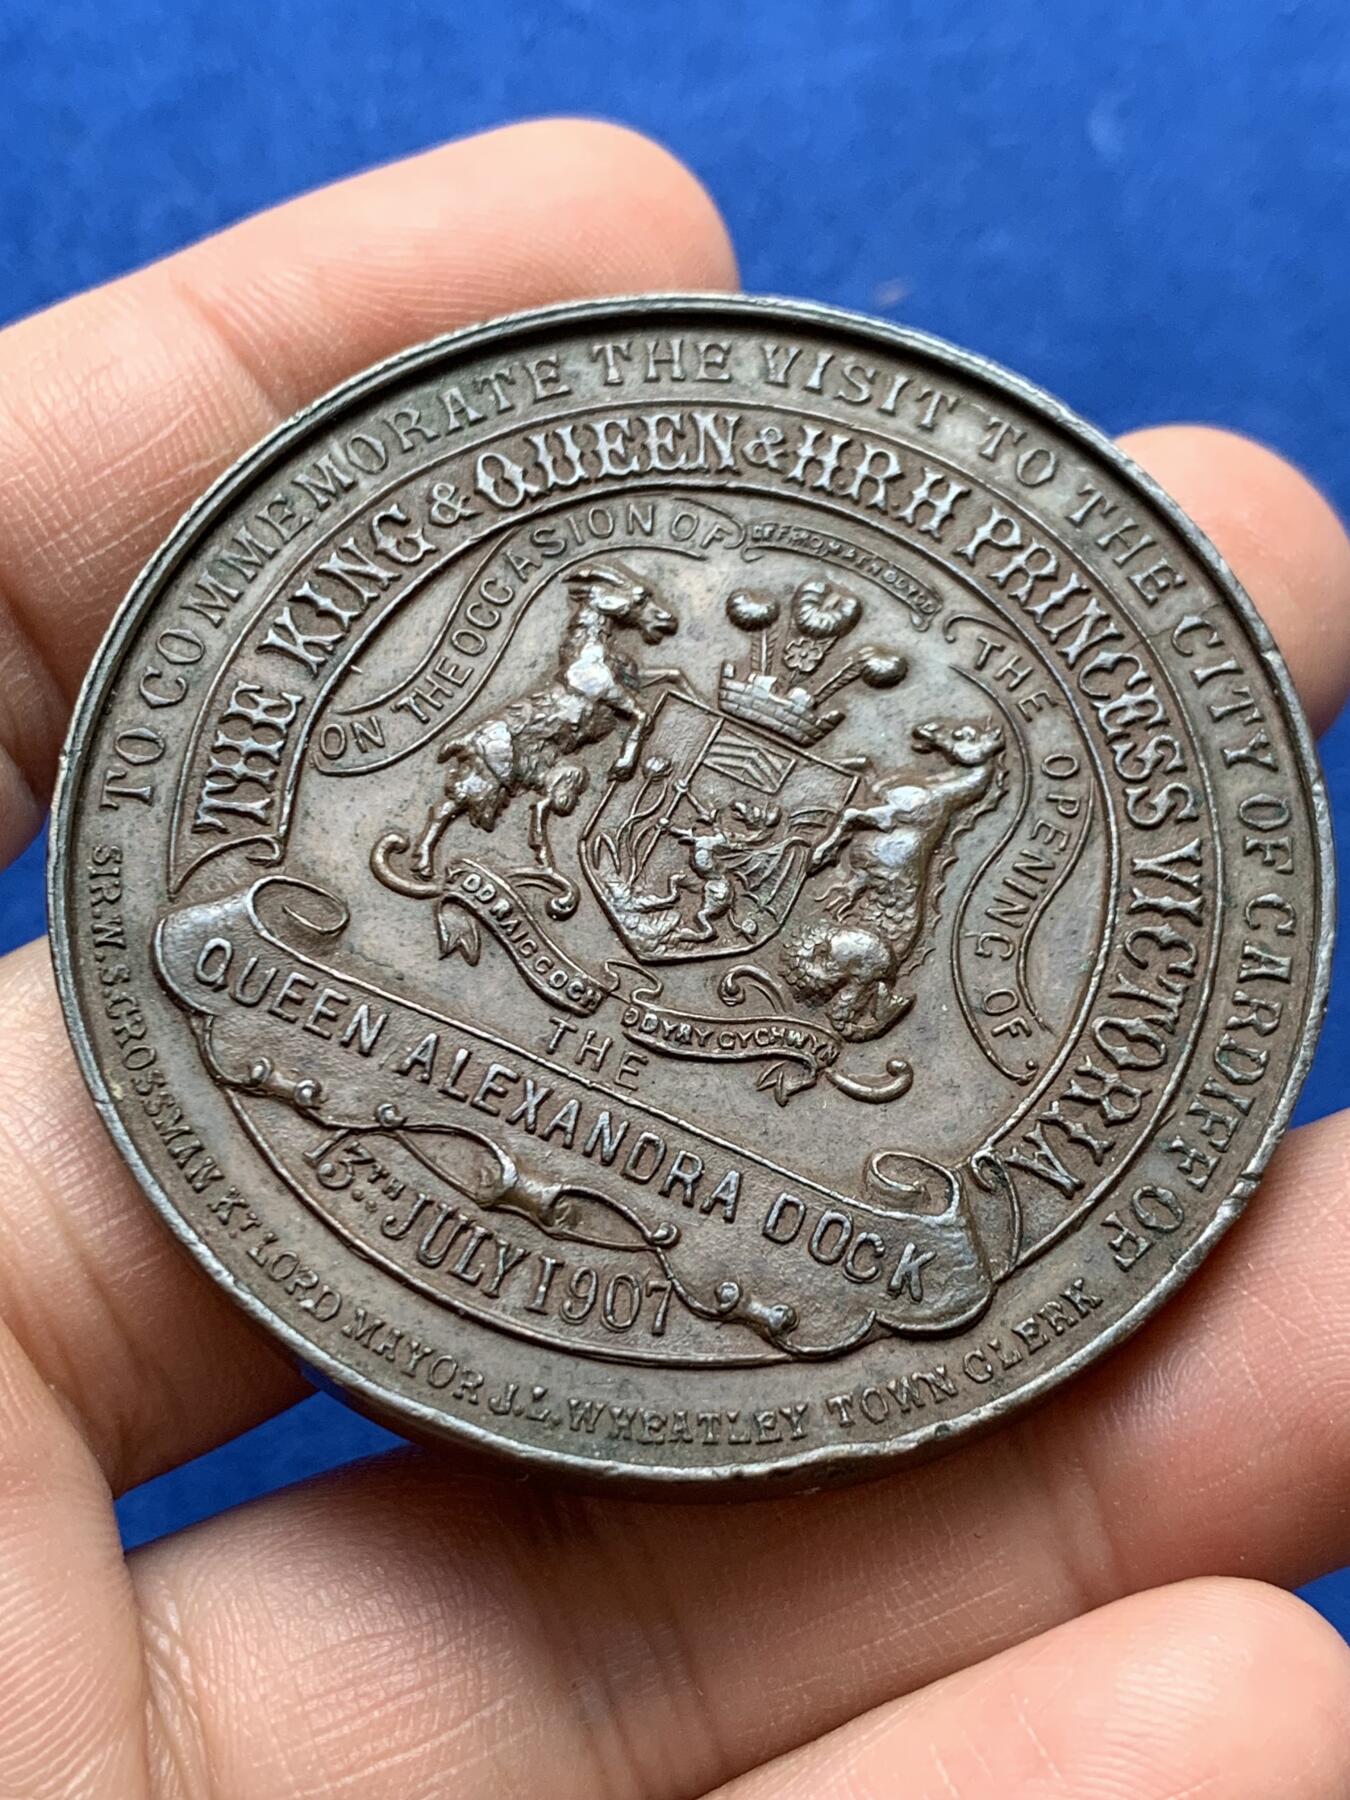 TO COMMEMORATE THE VISIT TO THE CITY OF CARDIFF OF
THE KING & QUEEN & H.R.H PRINCESS VICTORIA
ON THE OCCASION OF
THE OPENING OF
Y DDRAIG GOCH
DDYRY CYCHWYN
THE
QUEEN ALEXANDRA DOCK
13TH JULY 1907
SIR. W. S. CROSSMAN KT LORD MAYOR J. L. WHEATLEY TOWN CLERK